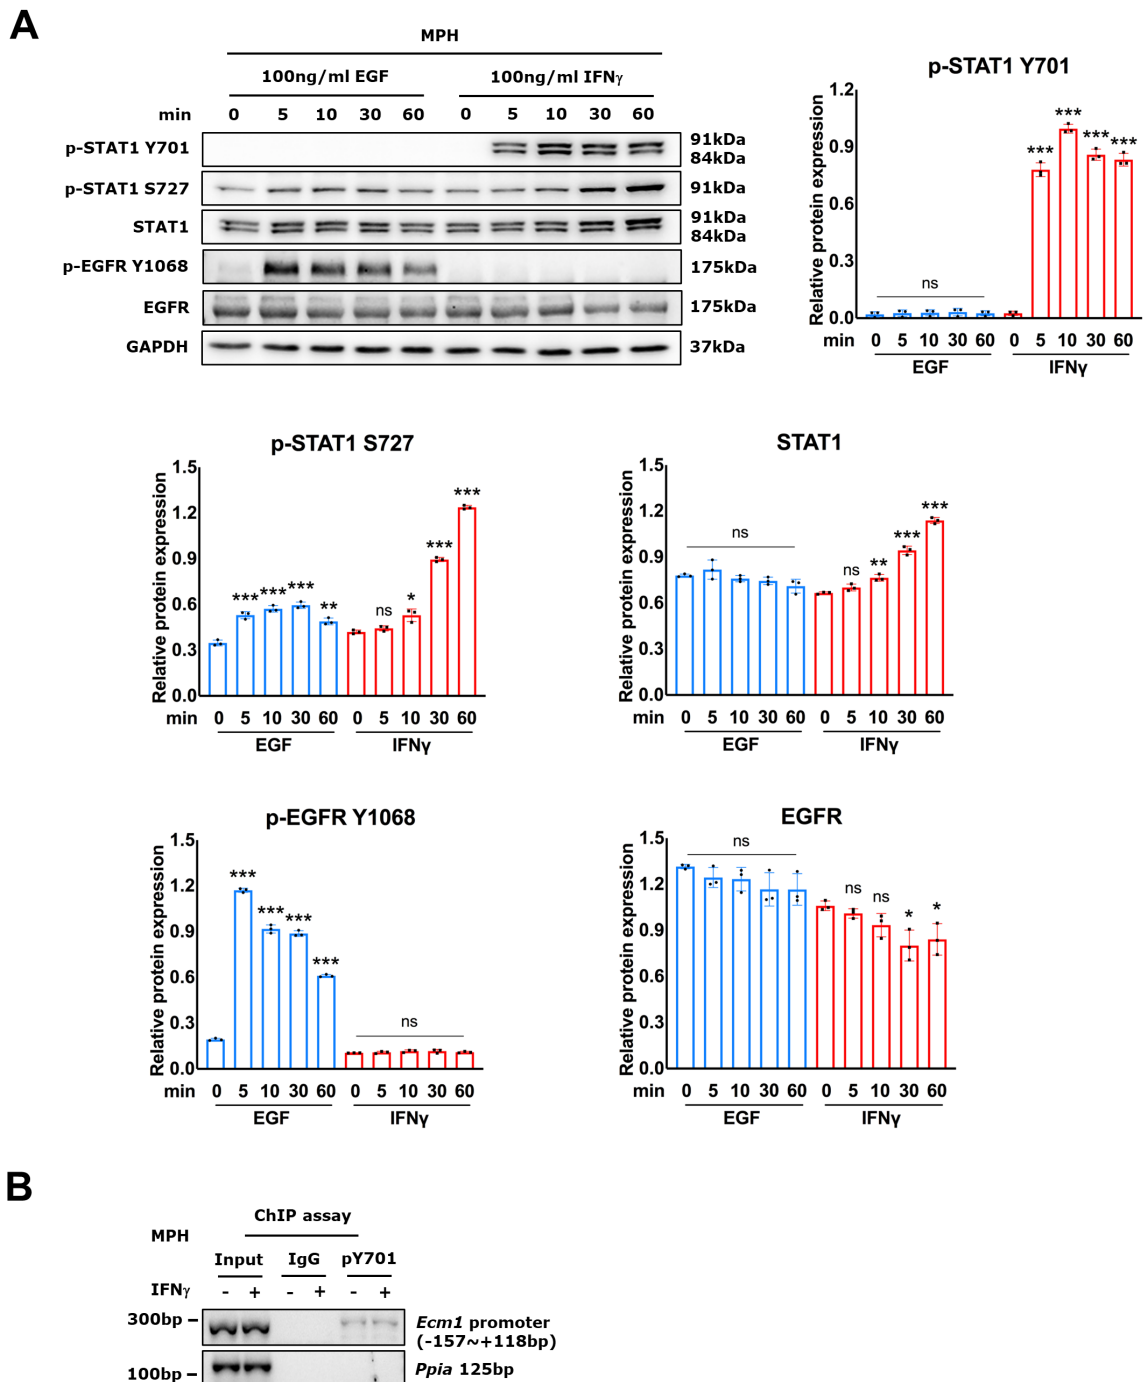 A
MPH
100ng/ml EGF 100ng/ml IFNγ
min 0 5 10 30 60 0 5 10 30 60
p-STAT1 Y701 91kDa
84kDa
p-STAT1 S727 91kDa
STAT1 91kDa
84kDa
p-EGFR Y1068 175kDa
EGFR 175kDa
GAPDH 37kDa
p-STAT1 Y701
Relative protein expression
1.2
0.9
0.6
0.3
0.0
ns
*** *** *** ***
min 0 5 10 30 60 0 5 10 30 60
EGF IFNγ
p-STAT1 S727
Relative protein expression
1.5
1.2
0.9
0.6
0.3
0.0
*** *** *** ** ns * *** ***
min 0 5 10 30 60 0 5 10 30 60
EGF IFNγ
STAT1
Relative protein expression
1.5
1.2
0.9
0.6
0.3
0.0
ns ns ** *** ***
min 0 5 10 30 60 0 5 10 30 60
EGF IFNγ
p-EGFR Y1068
Relative protein expression
1.5
1.2
0.9
0.6
0.3
0.0
*** *** *** *** ns
min 0 5 10 30 60 0 5 10 30 60
EGF IFNγ
EGFR
Relative protein expression
1.5
1.2
0.9
0.6
0.3
0.0
ns ns ns * *
min 0 5 10 30 60 0 5 10 30 60
EGF IFNγ
B
ChIP assay
MPH
Input IgG pY701
IFNγ - + - + - +
300bp Ecm1 promoter
(-157~+118bp)
100bp Ppia 125bp